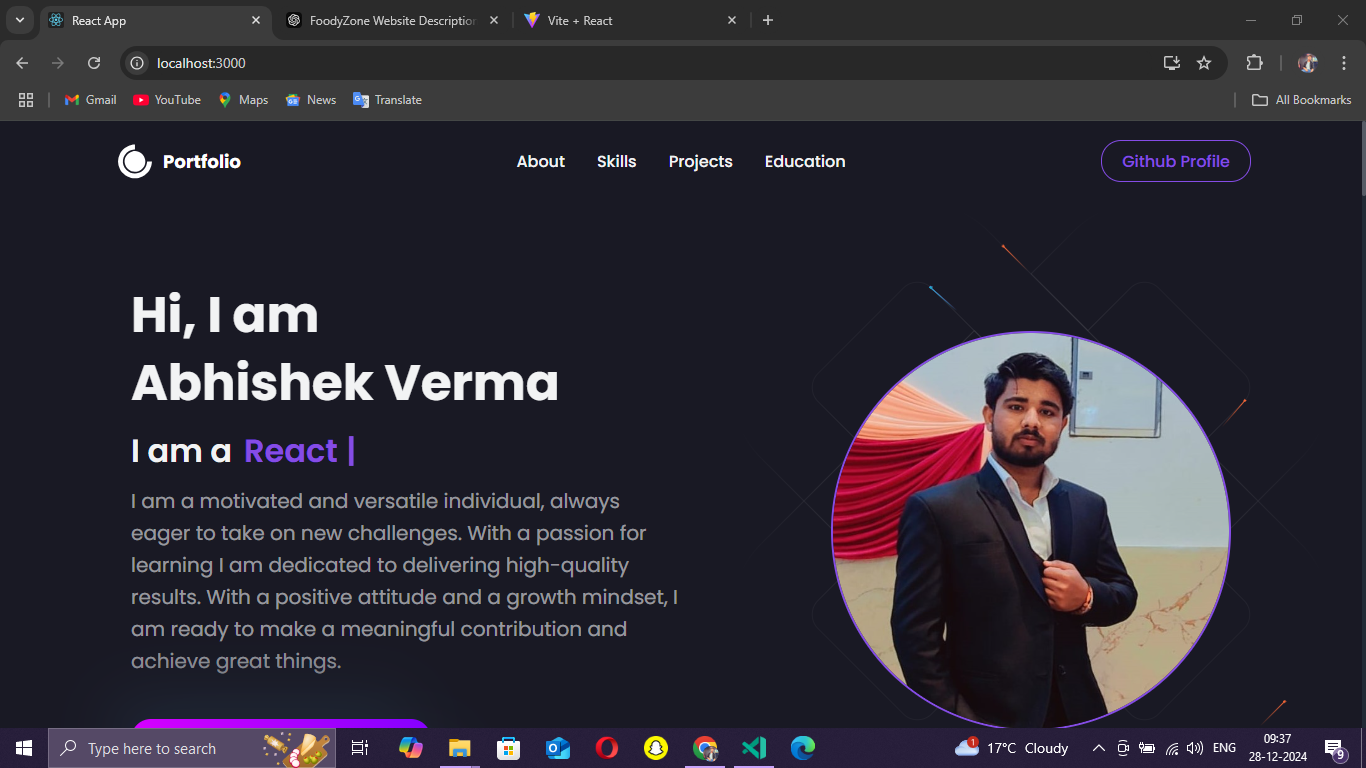 React App
FoodyZone Website Description
Vite + React
localhost:3000
Gmail
YouTube
Maps
News
Translate
All Bookmarks
Portfolio
About
Skills
Projects
Education
Github Profile
Hi, I am
Abhishek Verma
I am a React |
I am a motivated and versatile individual, always
eager to take on new challenges. With a passion for
learning I am dedicated to delivering high-quality
results. With a positive attitude and a growth mindset, I
am ready to make a meaningful contribution and
achieve great things.
Type here to search
1
17°C Cloudy
ENG
09:37
28-12-2024
9